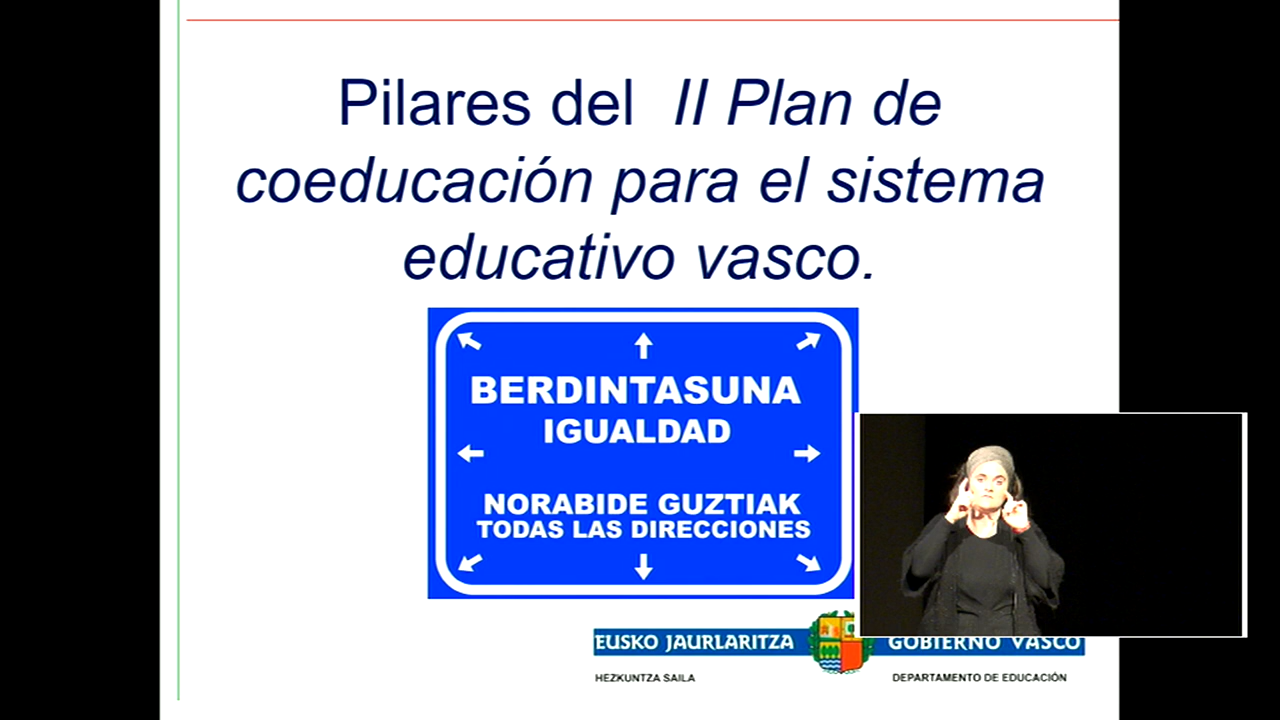 Pilares del II Plan de
coeducación para el sistema
educativo vasco.
BERDINTASUNA
IGUALDAD
NORABIDE GUZTIAK
TODAS LAS DIRECCIONES
EUSKO JAURLARITZA
GOBIERNO VASCO
HEZKUNTZA SAILA
DEPARTAMENTO DE EDUCACIÓN